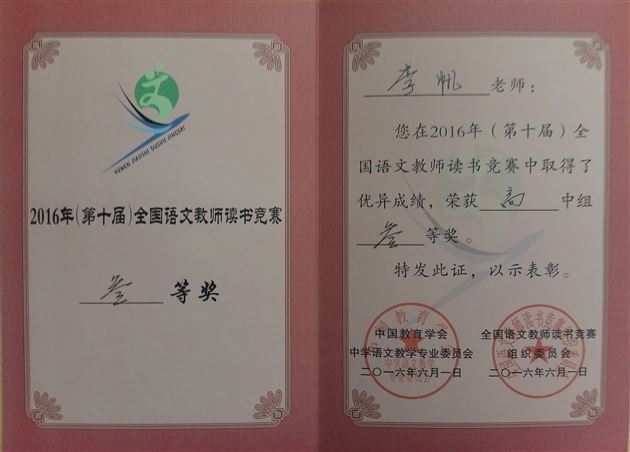 文
YUWEN JIAOSHI DUSHU JINGSAI
2016年（第十届）全国语文教师读书竞赛
叁 等奖
李帆 老师：
您在2016年（第十届）全
国语文教师读书竞赛中取得了
优异成绩，荣获 高 中组
叁 等奖。
特发此证，以示表彰。
中国教育学会
中学语文教学专业委员会
二〇一六年六月一日
全国语文教师读书竞赛
组织委员会
二〇一六年六月一日